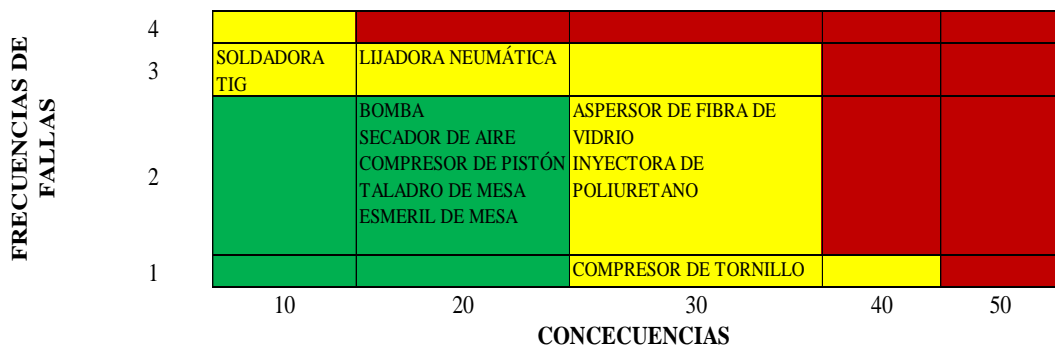 FRECUENCIAS DE
FALLAS
4
3
SOLDADORA
TIG
LIJADORA NEUMÁTICA
2
BOMBA
SECADOR DE AIRE
COMPRESOR DE PISTÓN
TALADRO DE MESA
ESMERIL DE MESA
ASPERSOR DE FIBRA DE
VIDRIO
INYECTORA DE
POLIURETANO
1
COMPRESOR DE TORNILLO
10 20 30 40 50
CONCECUENCIAS